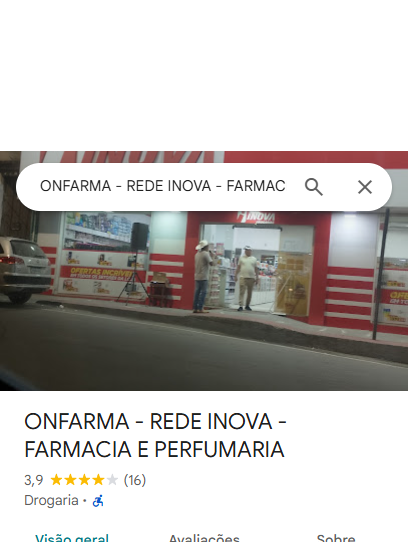 INOVA
ONFARMA - REDE INOVA - FARMAC
INOVA
OFERTAS INCRÍVEIS
ONFARMA - REDE INOVA -
FARMACIA E PERFUMARIA
3,9 (16)
Drogaria ·
Visão geral Avaliações Sobre